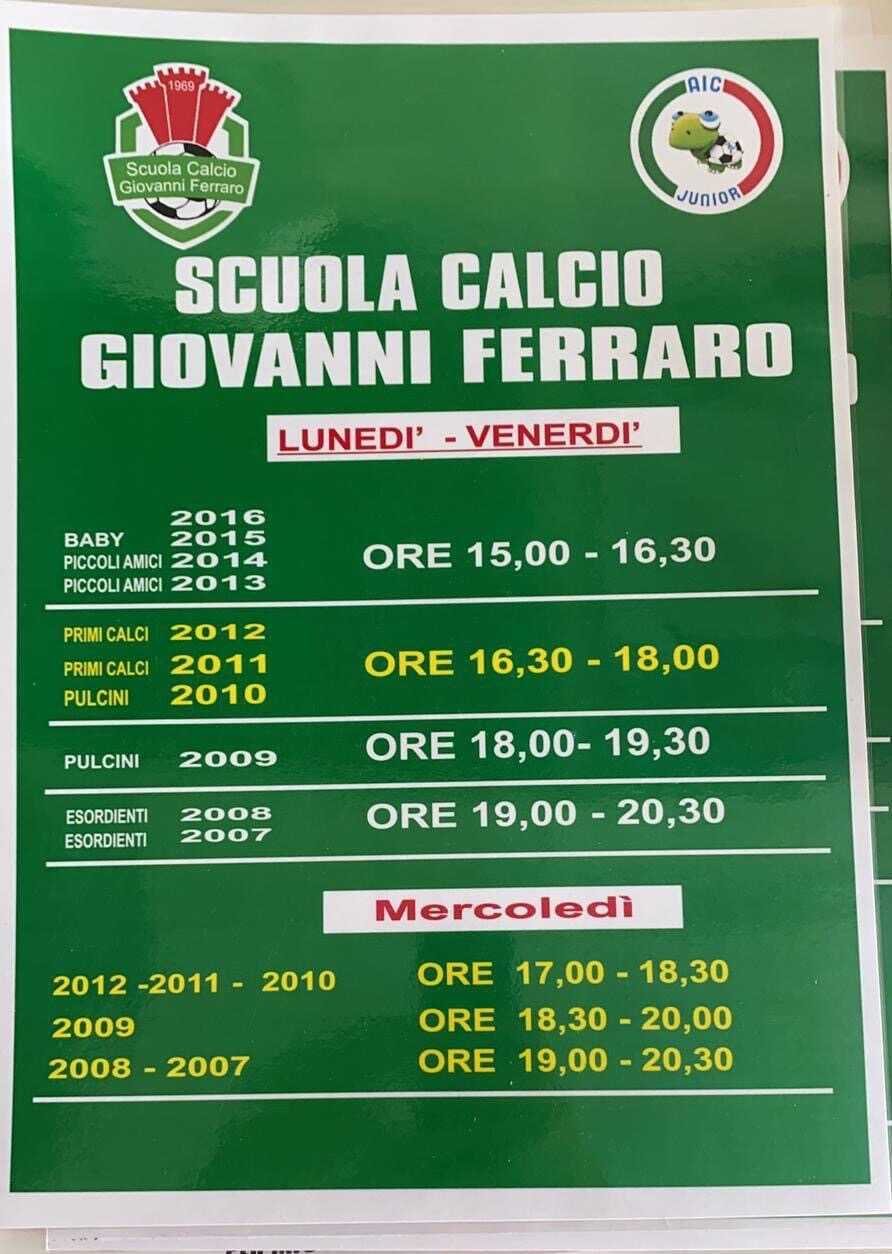 1969
Scuola Calcio
Giovanni Ferraro
AIC
JUNIOR
SCUOLA CALCIO
GIOVANNI FERRARO
LUNEDI' - VENERDI'
2016
BABY 2015
PICCOLI AMICI 2014
PICCOLI AMICI 2013
ORE 15,00 - 16,30
PRIMI CALCI 2012
PRIMI CALCI 2011
PULCINI 2010
ORE 16,30 - 18,00
PULCINI 2009
ORE 18,00- 19,30
ESORDIENTI 2008
ESORDIENTI 2007
ORE 19,00 - 20,30
Mercoledì
2012 -2011 - 2010 ORE 17,00 - 18,30
2009 ORE 18,30 - 20,00
2008 - 2007 ORE 19,00 - 20,30